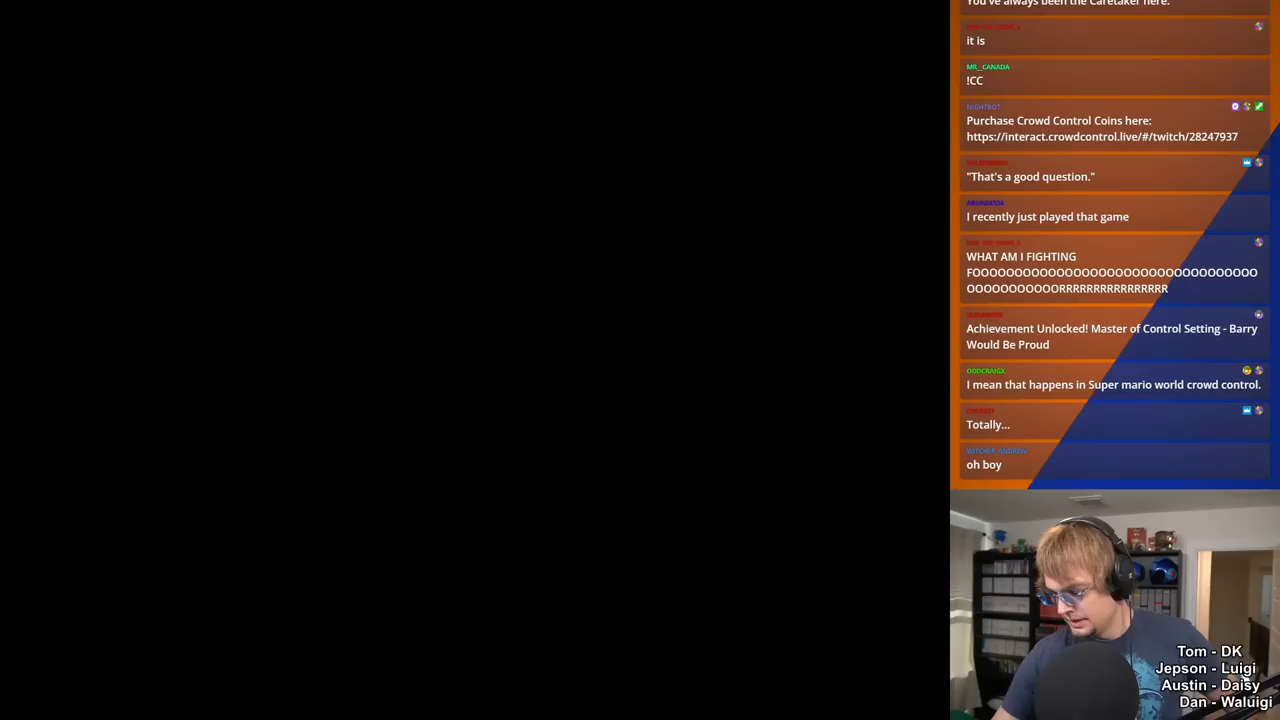 You've always been the Caretaker here.
it is
MR_CANADA
!CC
NIGHTBOT
Purchase Crowd Control Coins here:
https://interact.crowdcontrol.live/#/twitch/28247937
"That's a good question."
I recently just played that game
WHAT AM I FIGHTING
FOOOOOOOOOOOOOOOOOOOOOOOOOOOOOOOOO
OOOOOOOOOOORRRRRRRRRRRRRRRR
Achievement Unlocked! Master of Control Setting - Barry
Would Be Proud
ODDCRAIGX
I mean that happens in Super mario world crowd control.
Totally...
WITCHER_ANDREW
oh boy
Tom - DK
Jepson - Luigi
Austin - Daisy
Dan - Waluigi